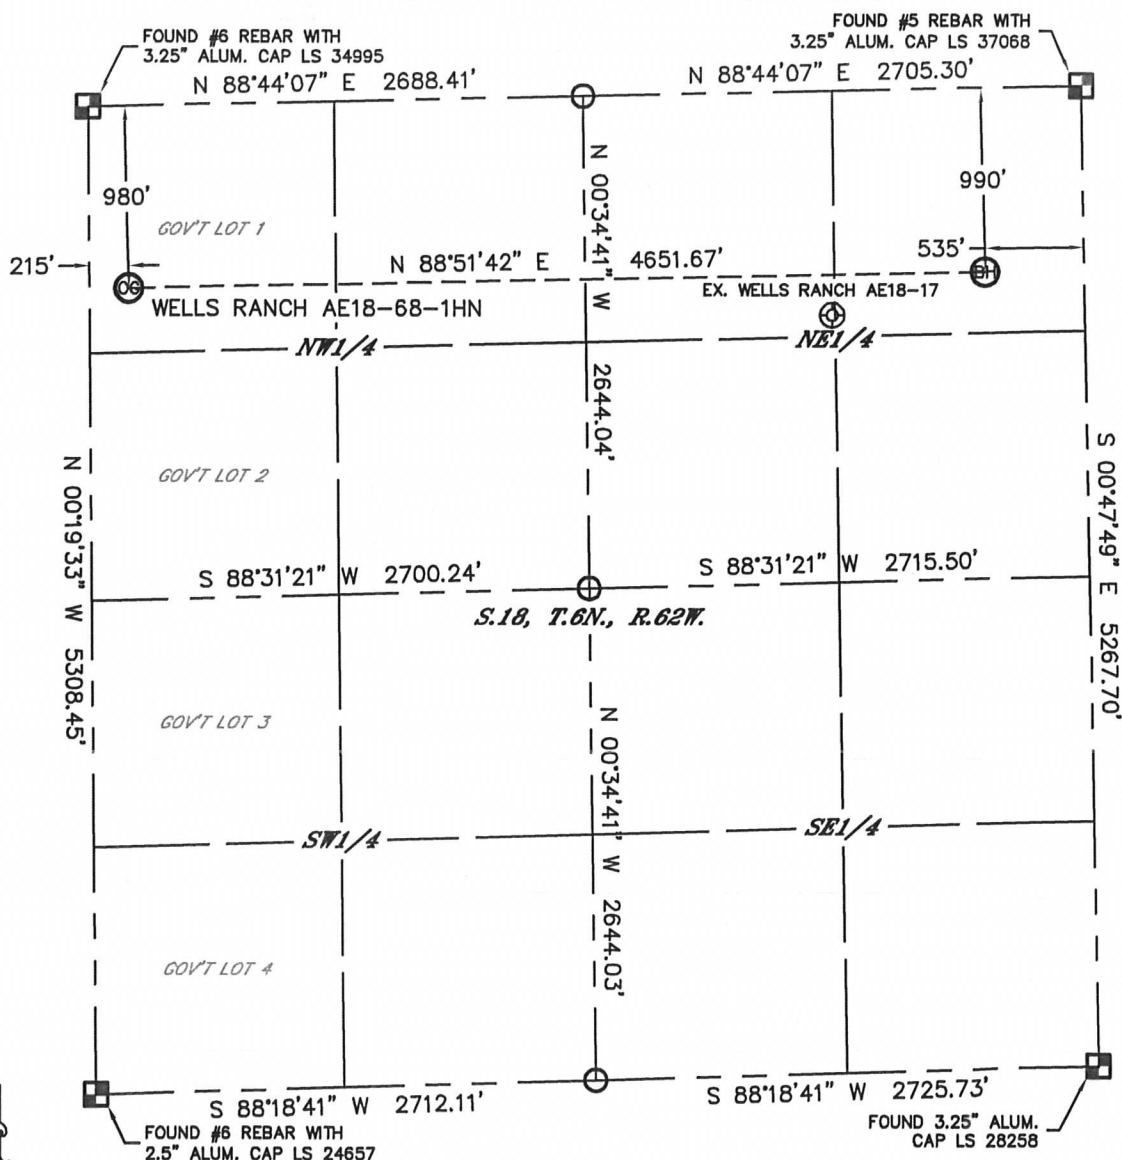 FOUND #6 REBAR WITH
3.25" ALUM. CAP LS 34995
FOUND #5 REBAR WITH
3.25" ALUM. CAP LS 37068
N 88°44'07" E 2688.41'
N 88°44'07" E 2705.30'
980'
990'
GOV'T LOT 1
N 00°34'41" W 2644.04'
215'
535'
N 88°51'42" E 4651.67'
OG
BH
WELLS RANCH AE18-68-1HN
EX. WELLS RANCH AE18-17
NW1/4
NE1/4
GOV'T LOT 2
N 00°19'33" W 5308.45'
S 00°47'49" E 5267.70'
S 88°31'21" W 2700.24'
S 88°31'21" W 2715.50'
S.18, T.6N., R.62W.
GOV'T LOT 3
N 00°34'41" W 2644.03'
SW1/4
SE1/4
GOV'T LOT 4
S 88°18'41" W 2712.11'
S 88°18'41" W 2725.73'
FOUND #6 REBAR WITH
2.5" ALUM. CAP LS 24657
FOUND 3.25" ALUM.
CAP LS 28258